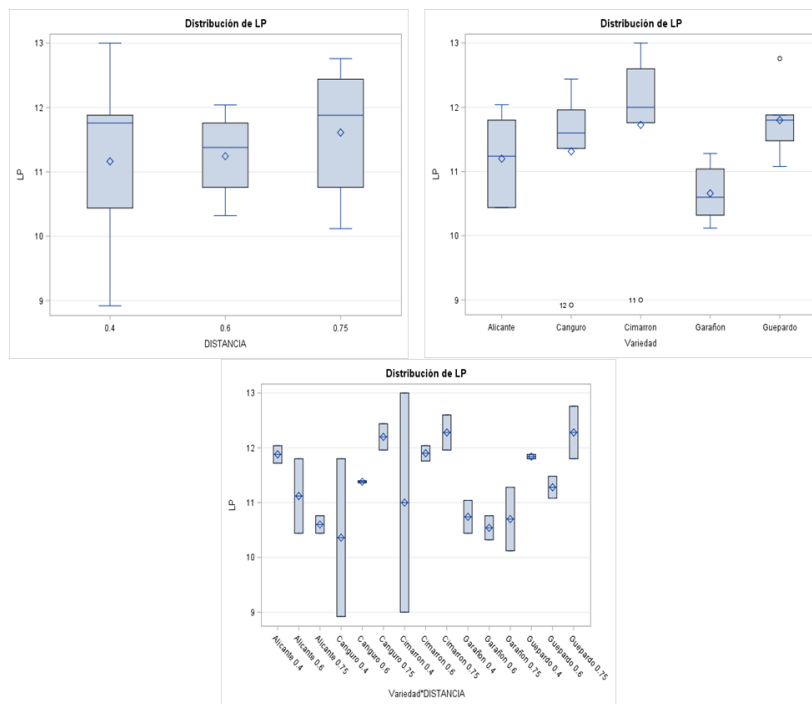 Distribución de LP
13
12
11
10
9
LP
0.4
0.6
0.75
DISTANCIA
Distribución de LP
13
12
11
10
9
LP
12
11
Alicante
Canguro
Cimarron
Garañon
Guepardo
Variedad
Distribución de LP
13
12
11
10
9
LP
Alicante 0.4
Alicante 0.6
Alicante 0.75
Canguro 0.4
Canguro 0.6
Canguro 0.75
Cimarron 0.4
Cimarron 0.6
Cimarron 0.75
Garañon 0.4
Garañon 0.6
Garañon 0.75
Guepardo 0.4
Guepardo 0.6
Guepardo 0.75
Variedad*DISTANCIA